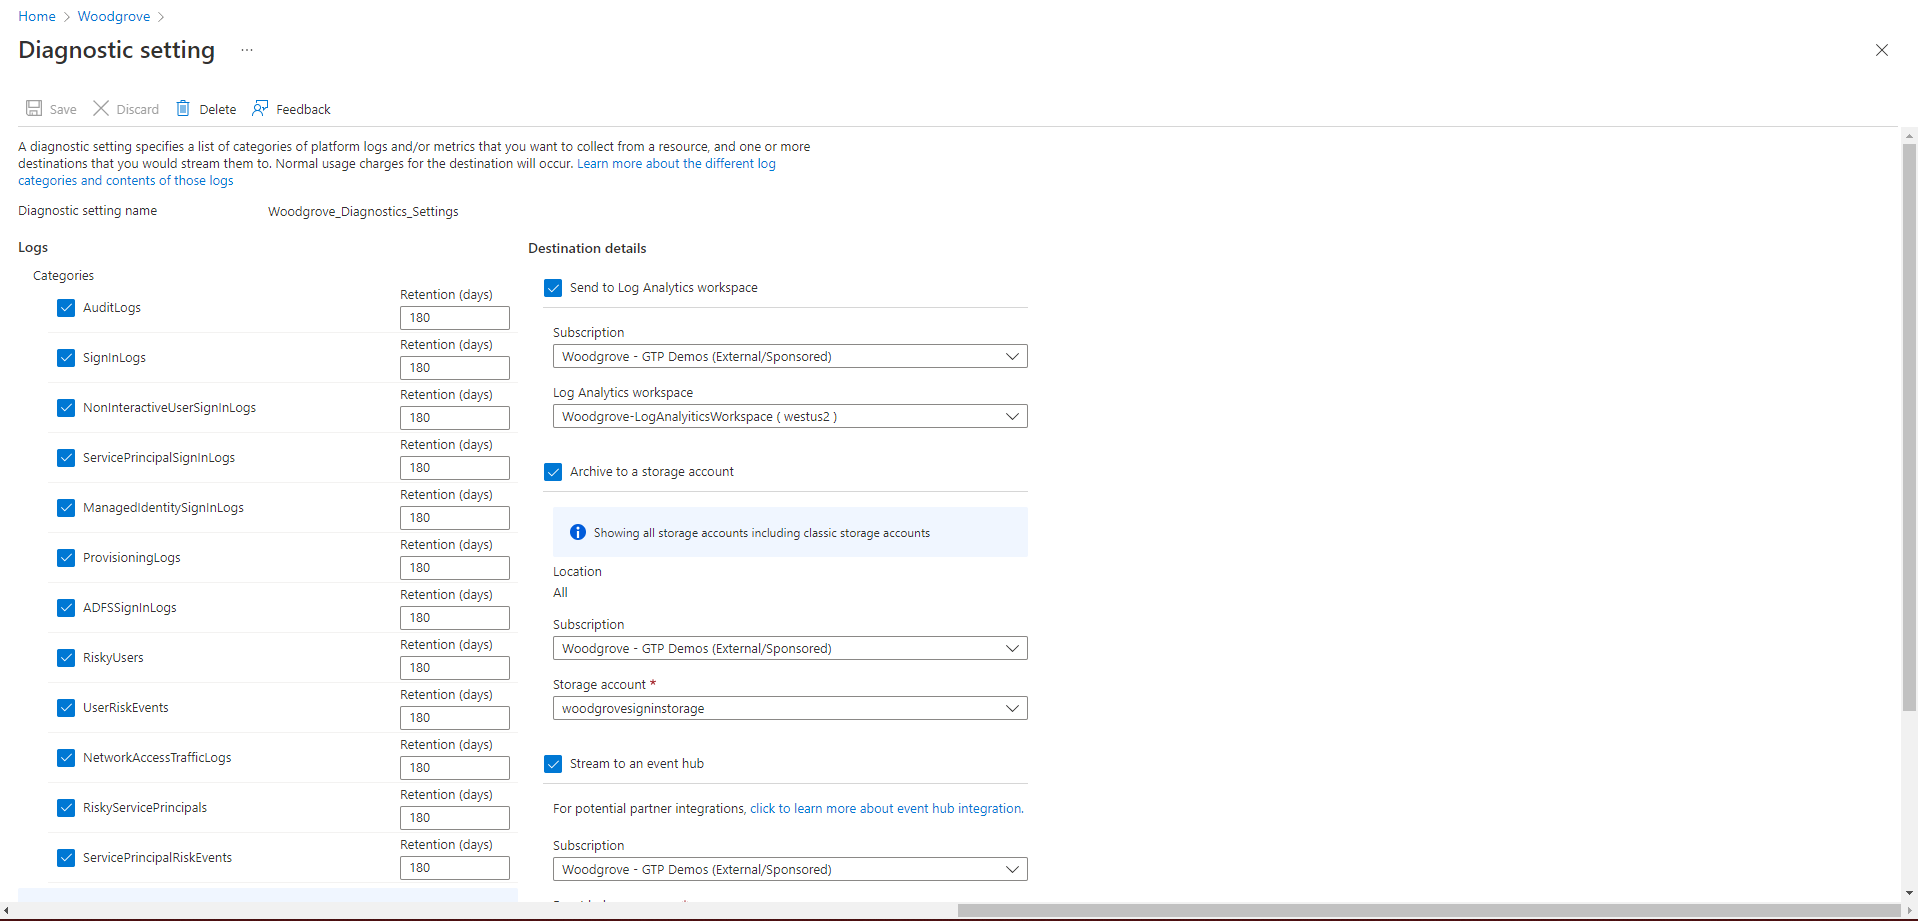 Home > Woodgrove >
Diagnostic setting ...
Save Discard Delete Feedback
A diagnostic setting specifies a list of categories of platform logs and/or metrics that you want to collect from a resource, and one or more
destinations that you would stream them to. Normal usage charges for the destination will occur. Learn more about the different log
categories and contents of those logs
Diagnostic setting name Woodgrove_Diagnostics_Settings
Logs
Categories
Retention (days)
AuditLogs 180
Retention (days)
SignInLogs 180
Retention (days)
NonInteractiveUserSignInLogs 180
Retention (days)
ServicePrincipalSignInLogs 180
Retention (days)
ManagedIdentitySignInLogs 180
Retention (days)
ProvisioningLogs 180
Retention (days)
ADFSSignInLogs 180
Retention (days)
RiskyUsers 180
Retention (days)
UserRiskEvents 180
Retention (days)
NetworkAccessTrafficLogs 180
Retention (days)
RiskyServicePrincipals 180
Retention (days)
ServicePrincipalRiskEvents 180
Destination details
Send to Log Analytics workspace
Subscription
Woodgrove - GTP Demos (External/Sponsored)
Log Analytics workspace
Woodgrove-LogAnalyiticsWorkspace ( westus2 )
Archive to a storage account
Showing all storage accounts including classic storage accounts
Location
All
Subscription
Woodgrove - GTP Demos (External/Sponsored)
Storage account *
woodgrovesigninstorage
Stream to an event hub
For potential partner integrations, click to learn more about event hub integration.
Subscription
Woodgrove - GTP Demos (External/Sponsored)